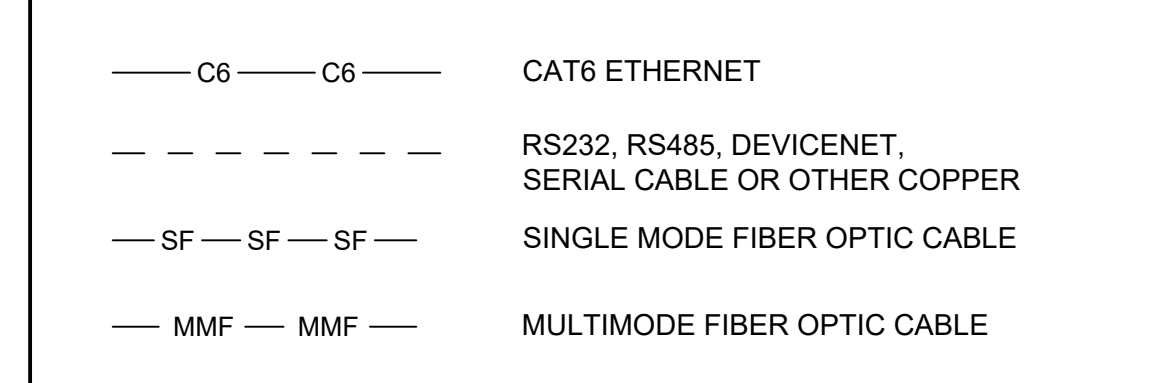 C6 C6 CAT6 ETHERNET
RS232, RS485, DEVICENET,
SERIAL CABLE OR OTHER COPPER
SF SF SF SINGLE MODE FIBER OPTIC CABLE
MMF MMF MULTIMODE FIBER OPTIC CABLE